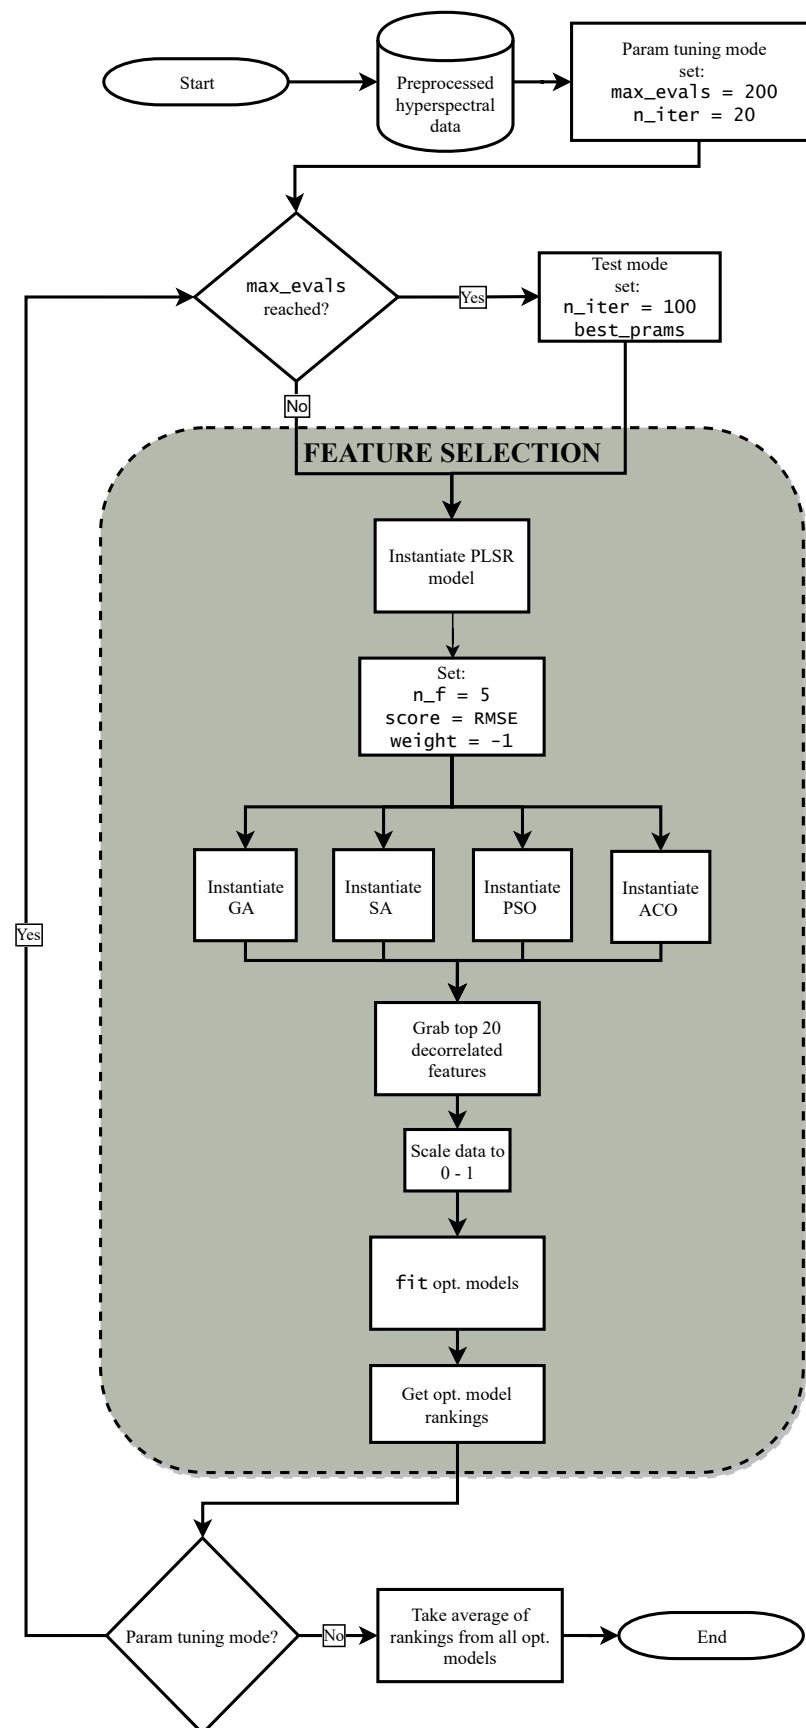 Start
Preprocessed
hyperspectral
data
Param tuning mode
set:
max_evals = 200
n_iter = 20
max_evals
reached?
Yes
Test mode
set:
n_iter = 100
best_prams
No
FEATURE SELECTION
Instantiate PLSR
model
Set:
n_f = 5
score = RMSE
weight = -1
Instantiate
GA
Instantiate
SA
Instantiate
PSO
Instantiate
ACO
Yes
Grab top 20
decorrelated
features
Scale data to
0 - 1
fit opt. models
Get opt. model
rankings
Param tuning mode?
No
Take average of
rankings from all opt.
models
End